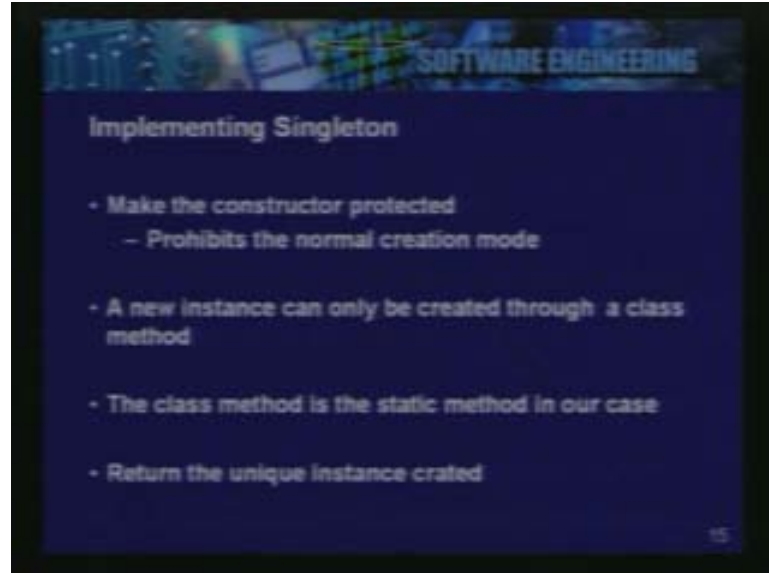 SOFTWARE ENGINEERING
Implementing Singleton
- Make the constructor protected
– Prohibits the normal creation mode
- A new instance can only be created through a class
method
- The class method is the static method in our case
- Return the unique instance crated
15